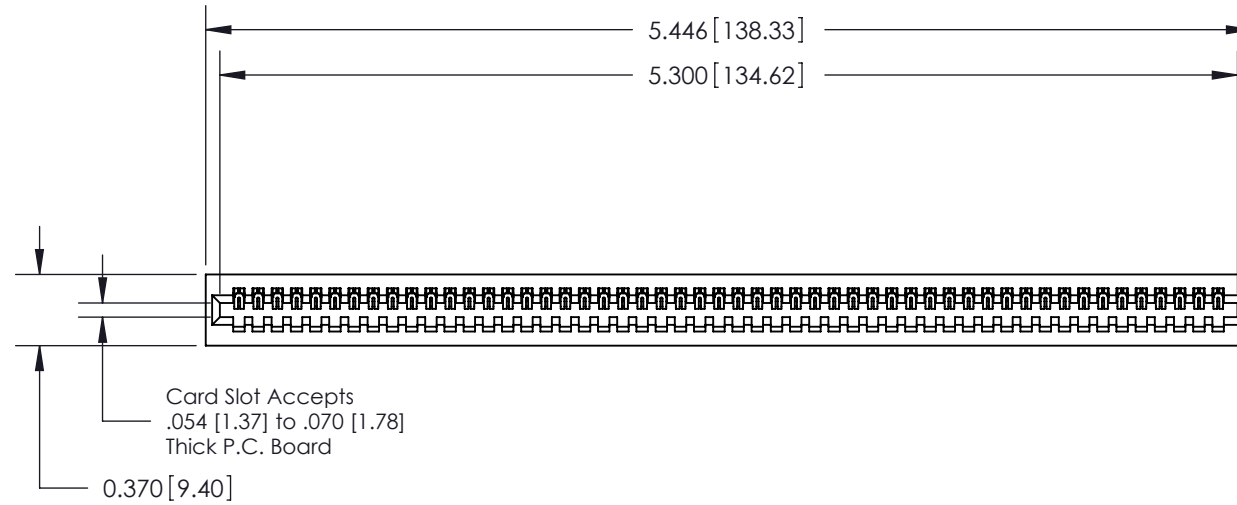 5.446 [138.33]
5.300 [134.62]
Card Slot Accepts
.054 [1.37] to .070 [1.78]
Thick P.C. Board
0.370 [9.40]